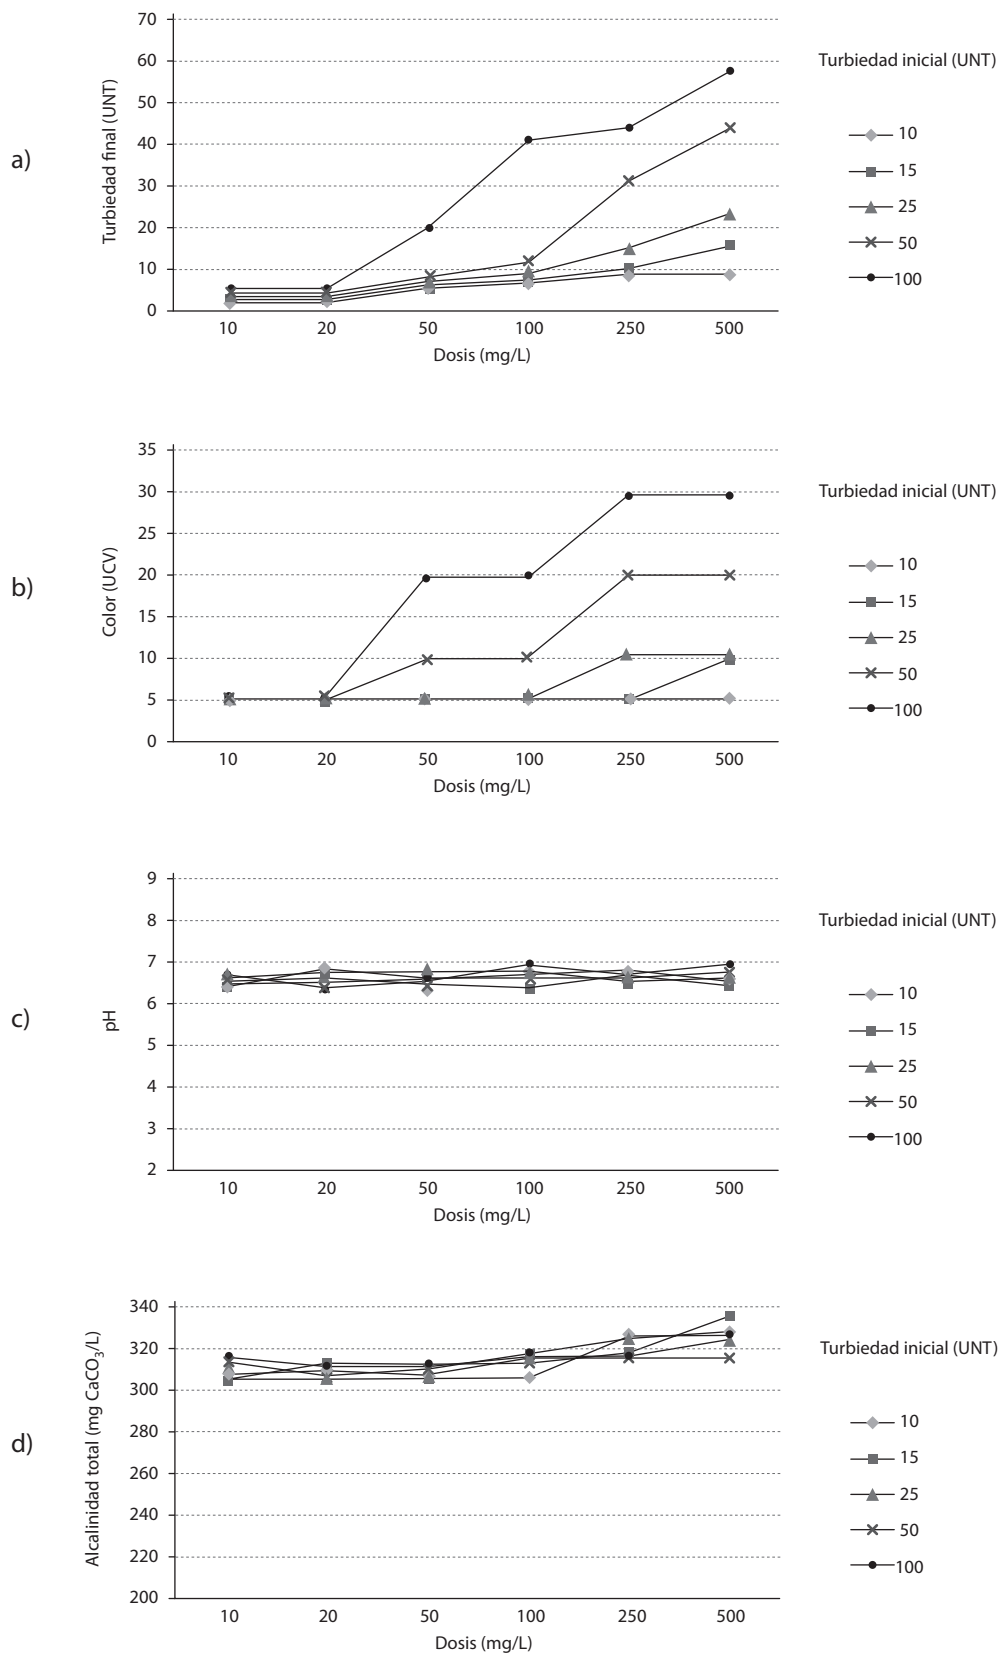 a)
Turbiedad final (UNT)
70
60
50
40
30
20
10
0
10 20 50 100 250 500
Dosis (mg/L)
Turbiedad inicial (UNT)
10
15
25
50
100
b)
Color (UCV)
35
30
25
20
15
10
5
0
10 20 50 100 250 500
Dosis (mg/L)
Turbiedad inicial (UNT)
10
15
25
50
100
c)
pH
9
8
7
6
5
4
3
2
10 20 50 100 250 500
Dosis (mg/L)
Turbiedad inicial (UNT)
10
15
25
50
100
d)
Alcalinidad total (mg CaCO₃/L)
340
320
300
280
260
240
220
200
10 20 50 100 250 500
Dosis (mg/L)
Turbiedad inicial (UNT)
10
15
25
50
100